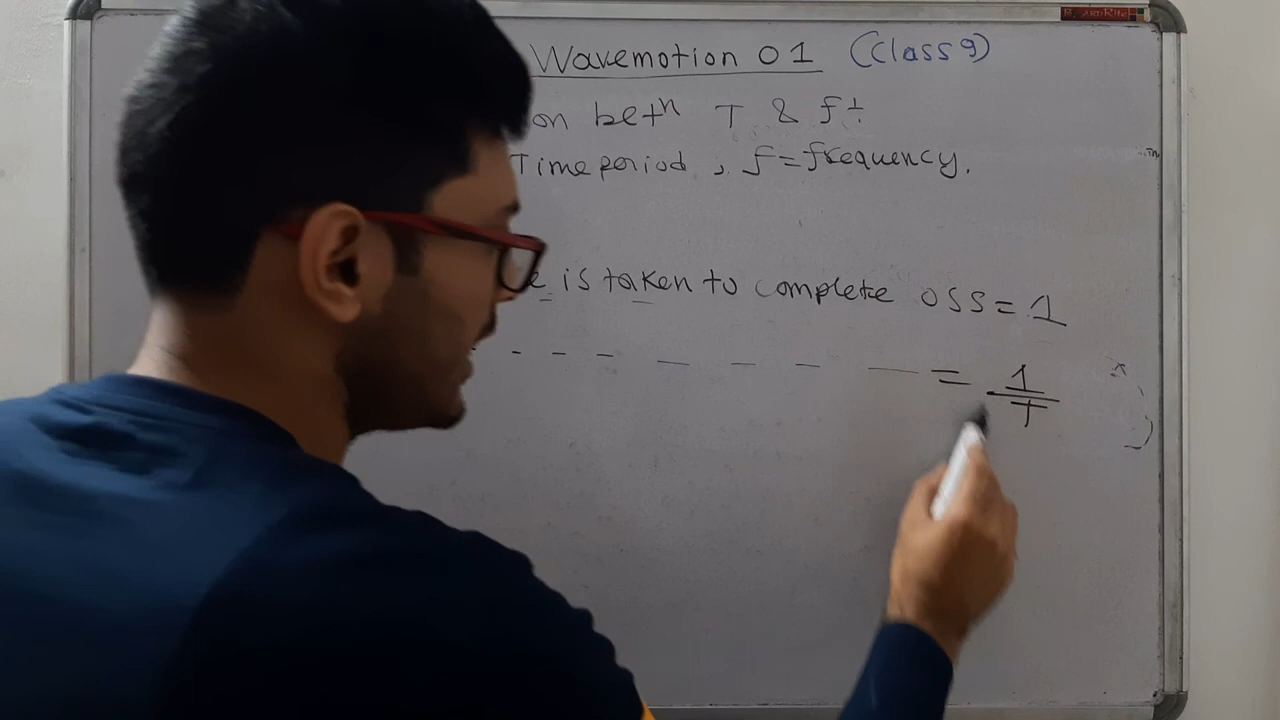 Wavemotion 01 (Class 9)
on betⁿ T & f÷
Time period, f=frequency.
e is taken to complete oss = 1
- - - - — — — — = 1/T